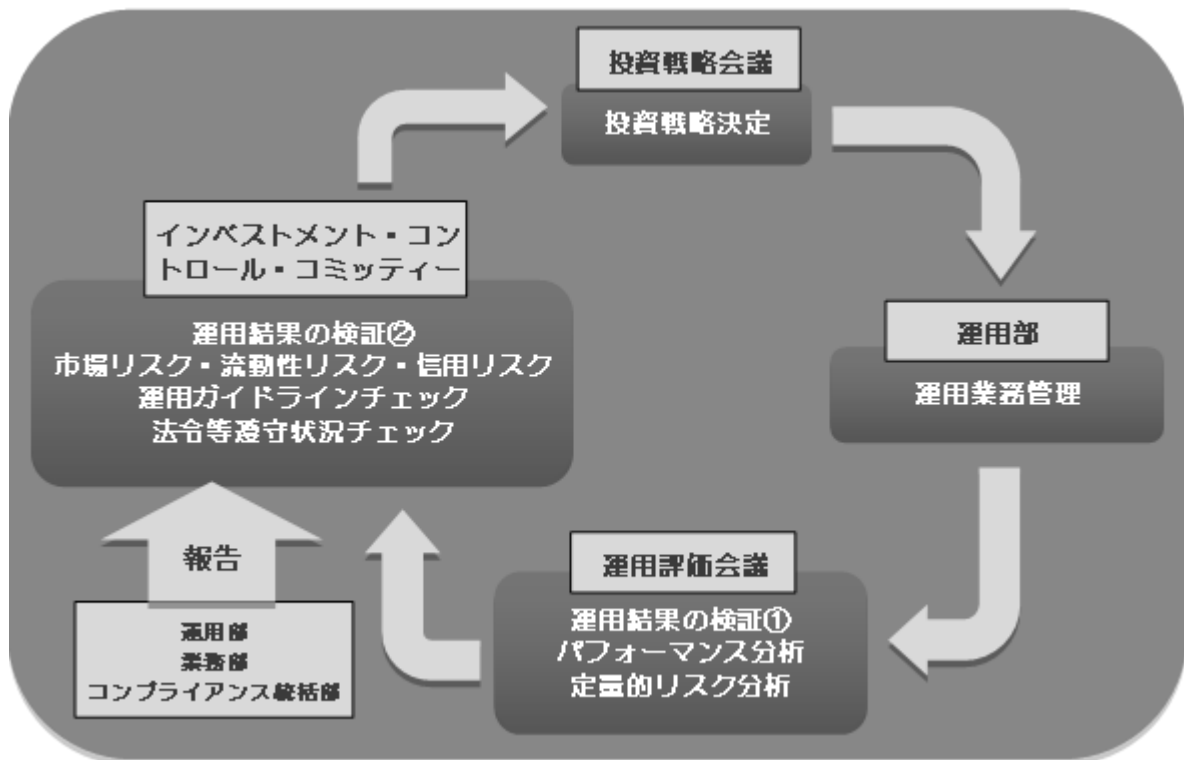 投資戦略会議
投資戦略決定
インベストメント・コン
トロール・コミッティー
運用結果の検証②
市場リスク・流動性リスク・信用リスク
運用ガイドラインチェック
法令等遵守状況チェック
運用部
運用業務管理
報告
運用部
業務部
コンプライアンス統括部
運用評価会議
運用結果の検証①
パフォーマンス分析
定量的リスク分析